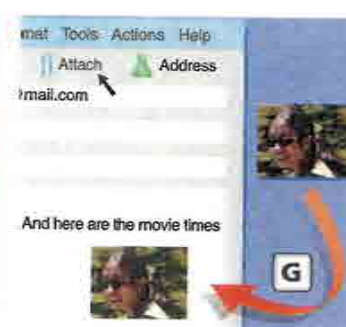 Tools Actions Help
Attach Address
mail.com
And here are the movie times
G